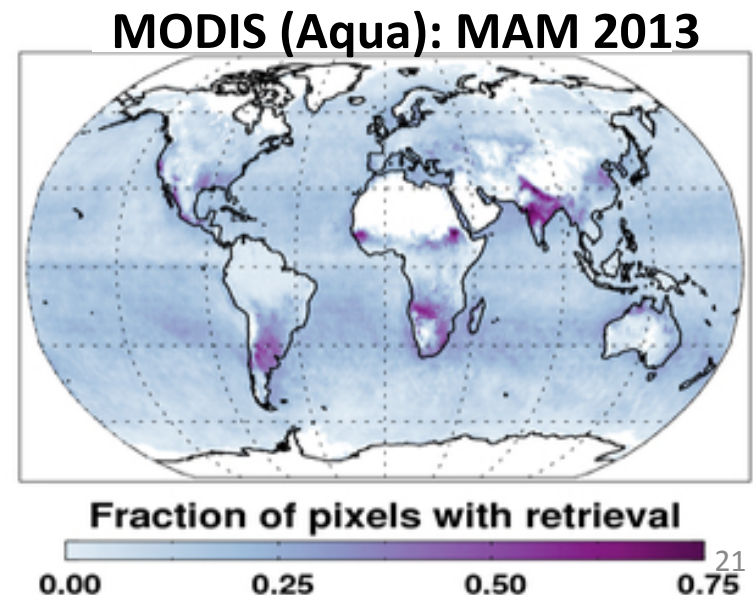 MODIS (Aqua): MAM 2013
Fraction of pixels with retrieval
21
0.00 0.25 0.50 0.75